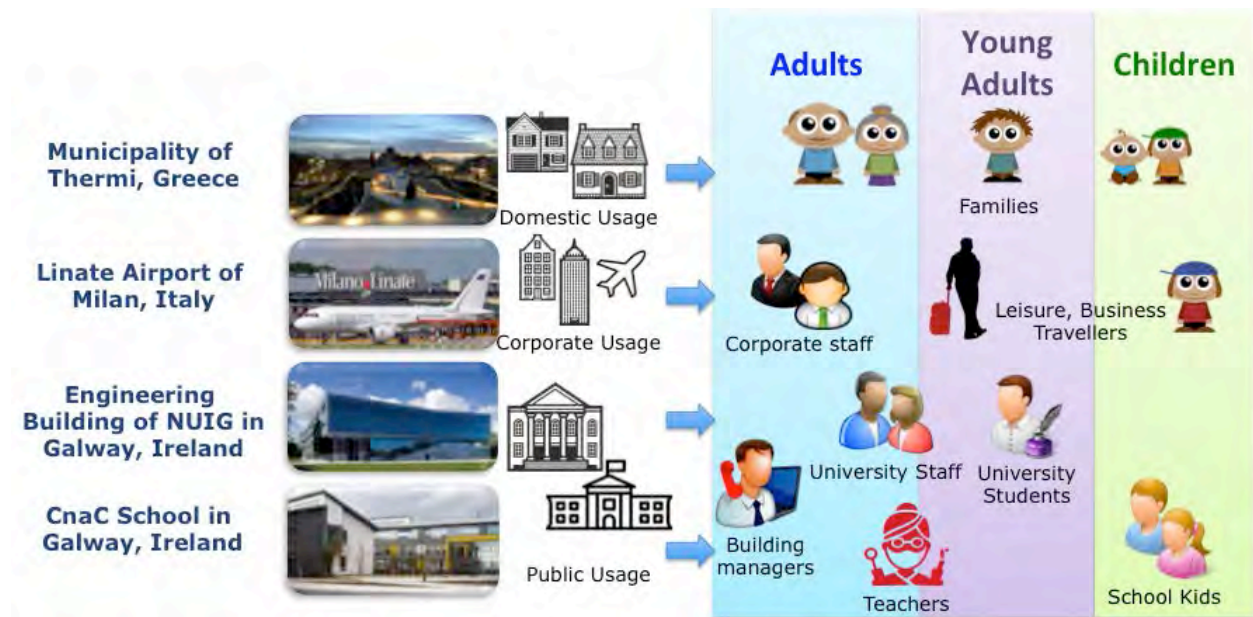 Adults
Young
Adults
Children
Municipality of
Thermi, Greece
Domestic Usage
Families
Linate Airport of
Milan, Italy
Milano Linate
Corporate Usage
Corporate staff
Leisure, Business
Travellers
Engineering
Building of NUIG in
Galway, Ireland
University Staff
University
Students
CnaC School in
Galway, Ireland
Public Usage
Building
managers
Teachers
School Kids